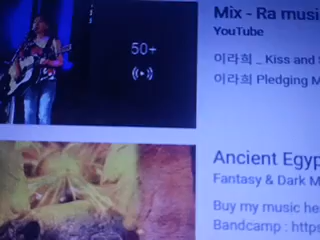 Mix - Ra musi
YouTube
50+
이라희 _ Kiss and
이라희 Pledging M
Ancient Egyp
Fantasy & Dark M
Buy my music he
Bandcamp : https